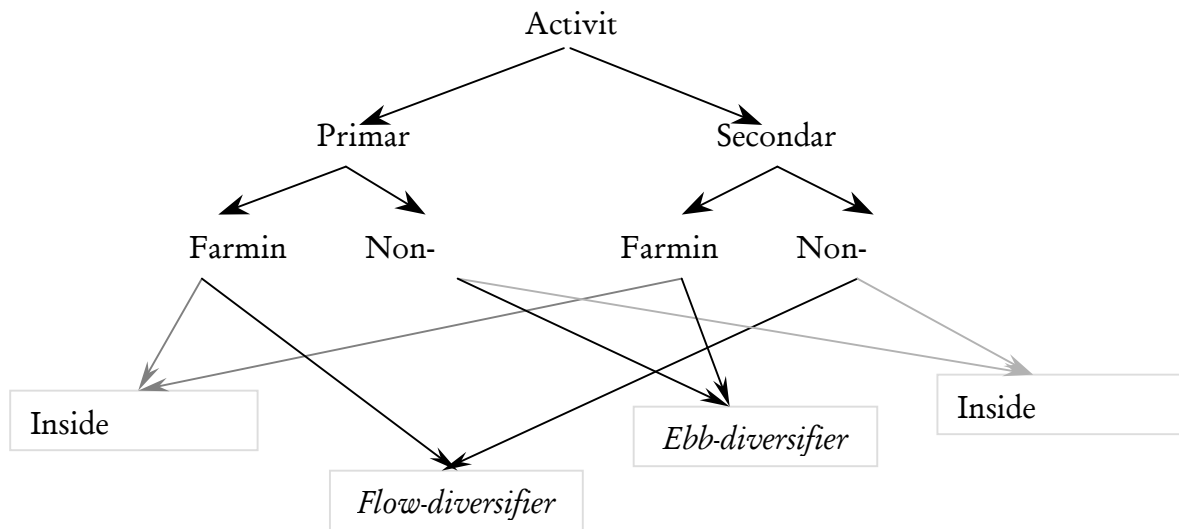 Activit
Primar
Secondar
Farmin
Non-
Farmin
Non-
Inside
Inside
Ebb-diversifier
Flow-diversifier